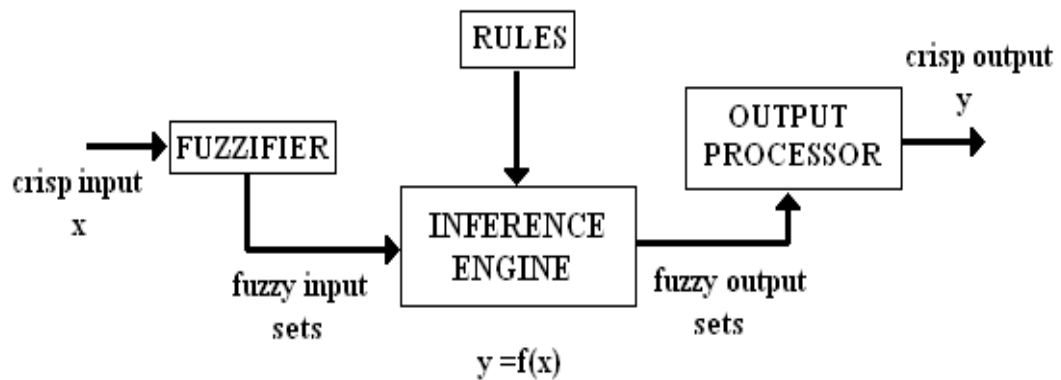 RULES
crisp output
y
OUTPUT
PROCESSOR
FUZZIFIER
crisp input
x
INFERENCE
ENGINE
fuzzy input
sets
fuzzy output
sets
y =f(x)